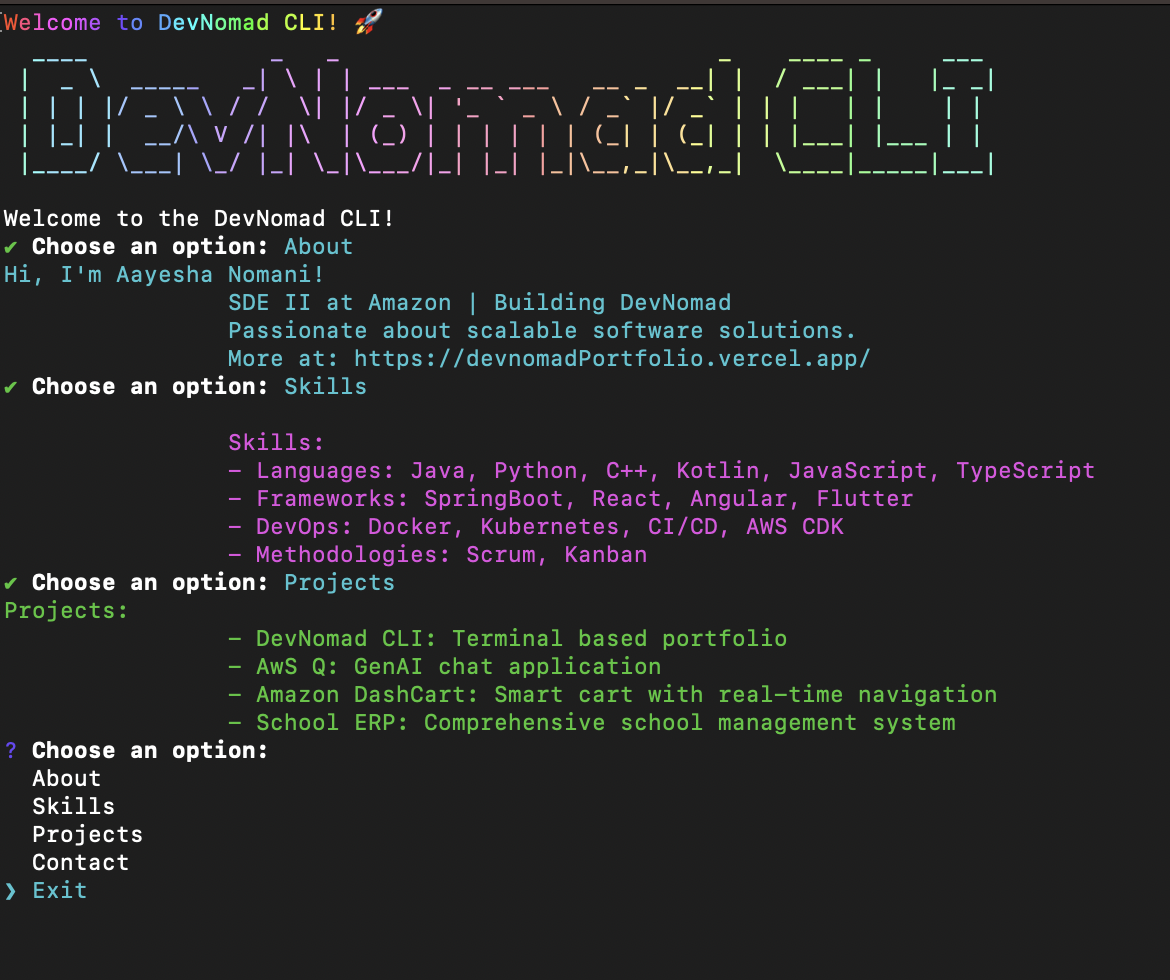 Welcome to DevNomad CLI! 🚀
DevNomad CLI
Welcome to the DevNomad CLI!
✔ Choose an option: About
Hi, I'm Aayesha Nomani!
SDE II at Amazon | Building DevNomad
Passionate about scalable software solutions.
More at: https://devnomadPortfolio.vercel.app/
✔ Choose an option: Skills
Skills:
- Languages: Java, Python, C++, Kotlin, JavaScript, TypeScript
- Frameworks: SpringBoot, React, Angular, Flutter
- DevOps: Docker, Kubernetes, CI/CD, AWS CDK
- Methodologies: Scrum, Kanban
✔ Choose an option: Projects
Projects:
- DevNomad CLI: Terminal based portfolio
- AwS Q: GenAI chat application
- Amazon DashCart: Smart cart with real-time navigation
- School ERP: Comprehensive school management system
? Choose an option:
About
Skills
Projects
Contact
❯ Exit